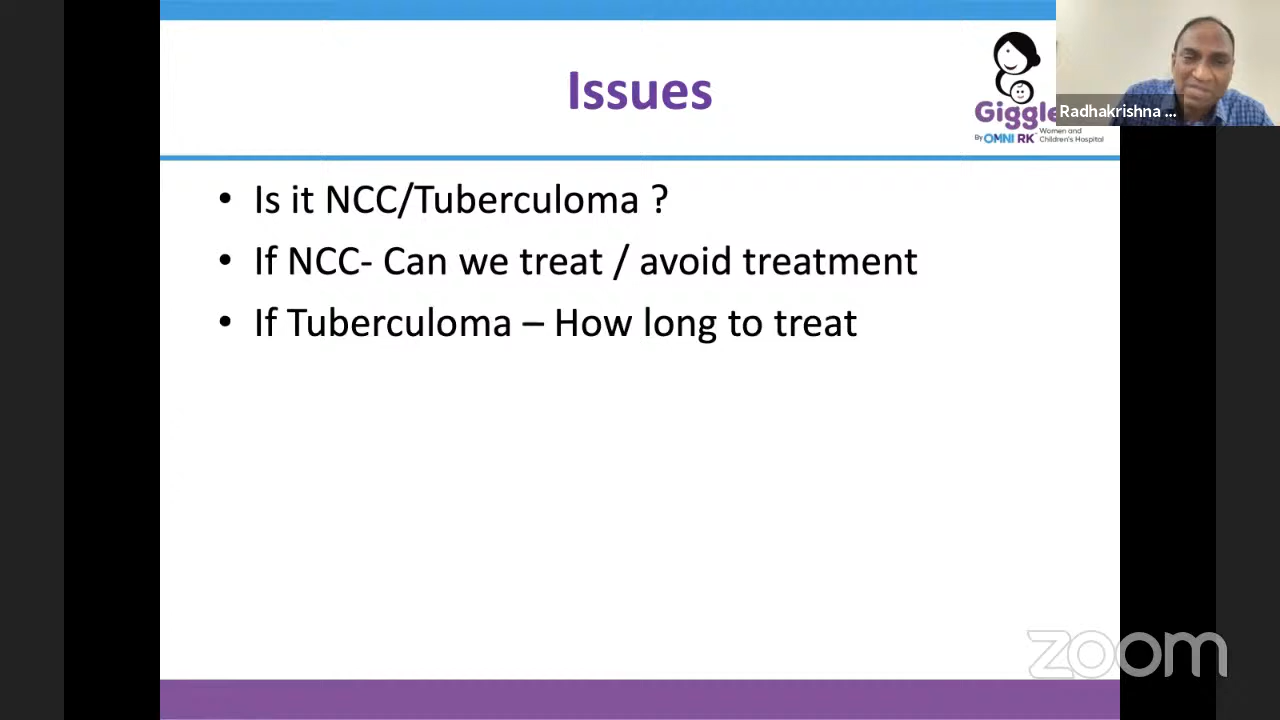 Issues
Giggle
By OMNI RK Women and Children's Hospital
Radhakrishna ...
• Is it NCC/Tuberculoma ?
• If NCC- Can we treat / avoid treatment
• If Tuberculoma – How long to treat
zoom